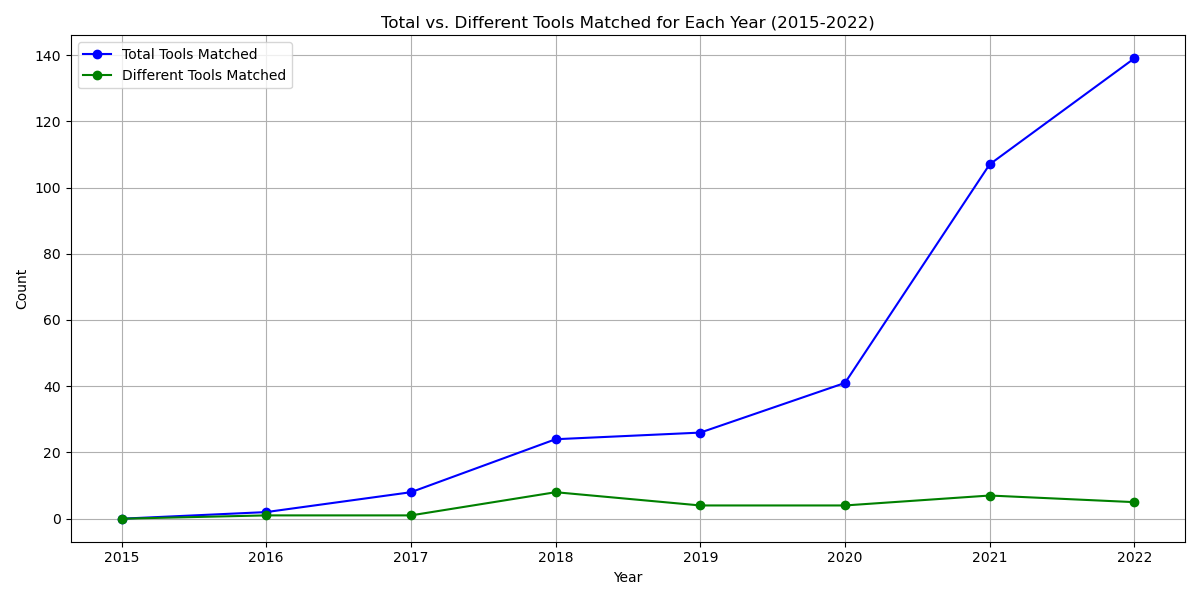 Total vs. Different Tools Matched for Each Year (2015-2022)
Total Tools Matched
Different Tools Matched
140
120
100
80
60
40
20
0
Count
2015 2016 2017 2018 2019 2020 2021 2022
Year